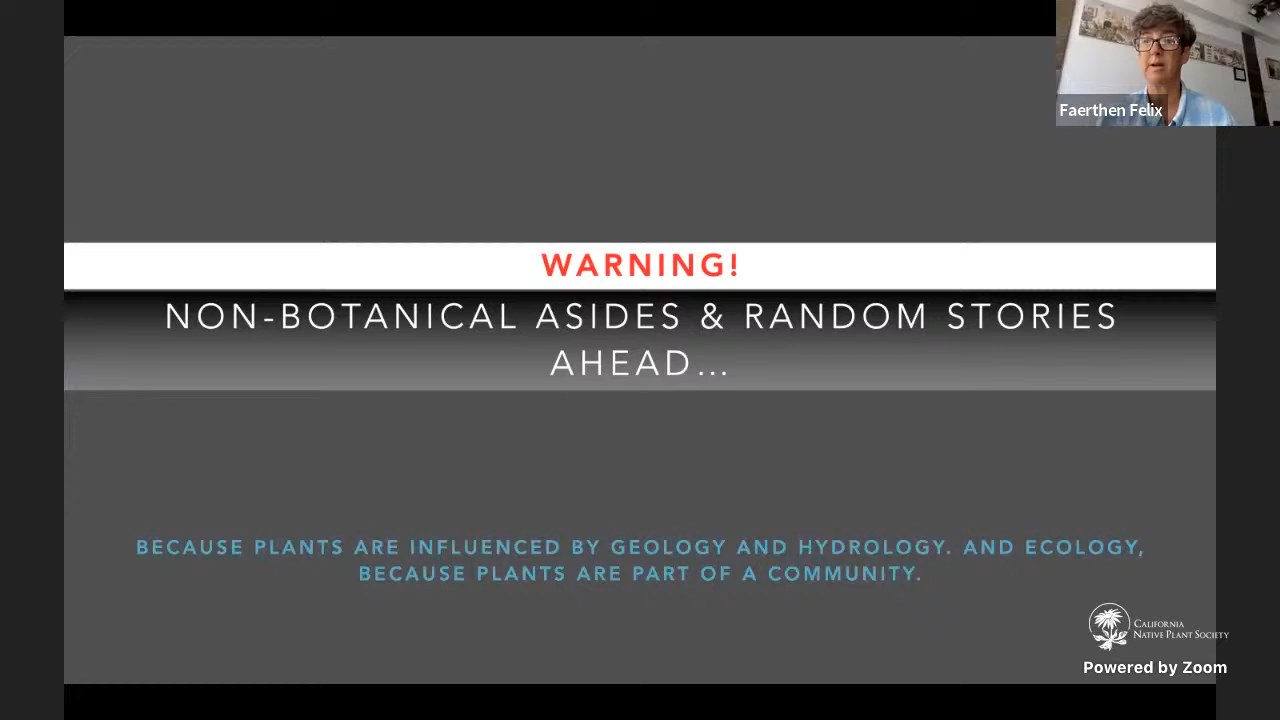 Faerthen Felix
WARNING!
NON-BOTANICAL ASIDES & RANDOM STORIES
AHEAD...
BECAUSE PLANTS ARE INFLUENCED BY GEOLOGY AND HYDROLOGY. AND ECOLOGY,
BECAUSE PLANTS ARE PART OF A COMMUNITY.
CALIFORNIA
NATIVE PLANT SOCIETY
Powered by Zoom